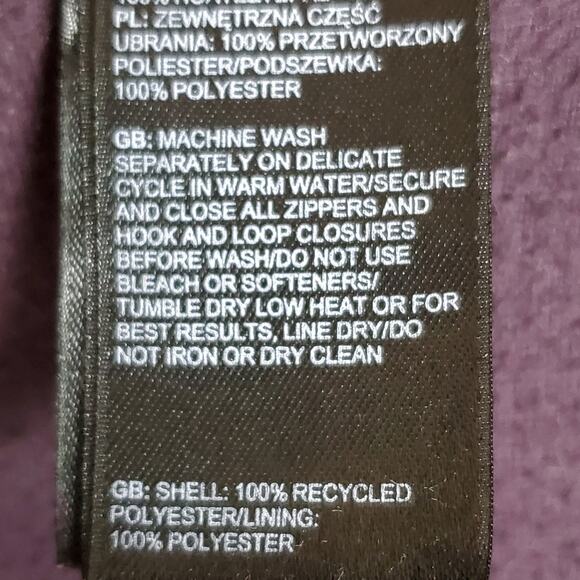 PL: ZEWNĘTRZNA CZĘŚĆ
UBRANIA: 100% PRZETWORZONY
POLIESTER/PODSZEWKA:
100% POLYESTER
GB: MACHINE WASH
SEPARATELY ON DELICATE
CYCLE IN WARM WATER/SECURE
AND CLOSE ALL ZIPPERS AND
HOOK AND LOOP CLOSURES
BEFORE WASH/DO NOT USE
BLEACH OR SOFTENERS/
TUMBLE DRY LOW HEAT OR FOR
BEST RESULTS, LINE DRY/DO
NOT IRON OR DRY CLEAN
GB: SHELL: 100% RECYCLED
POLYESTER/LINING:
100% POLYESTER